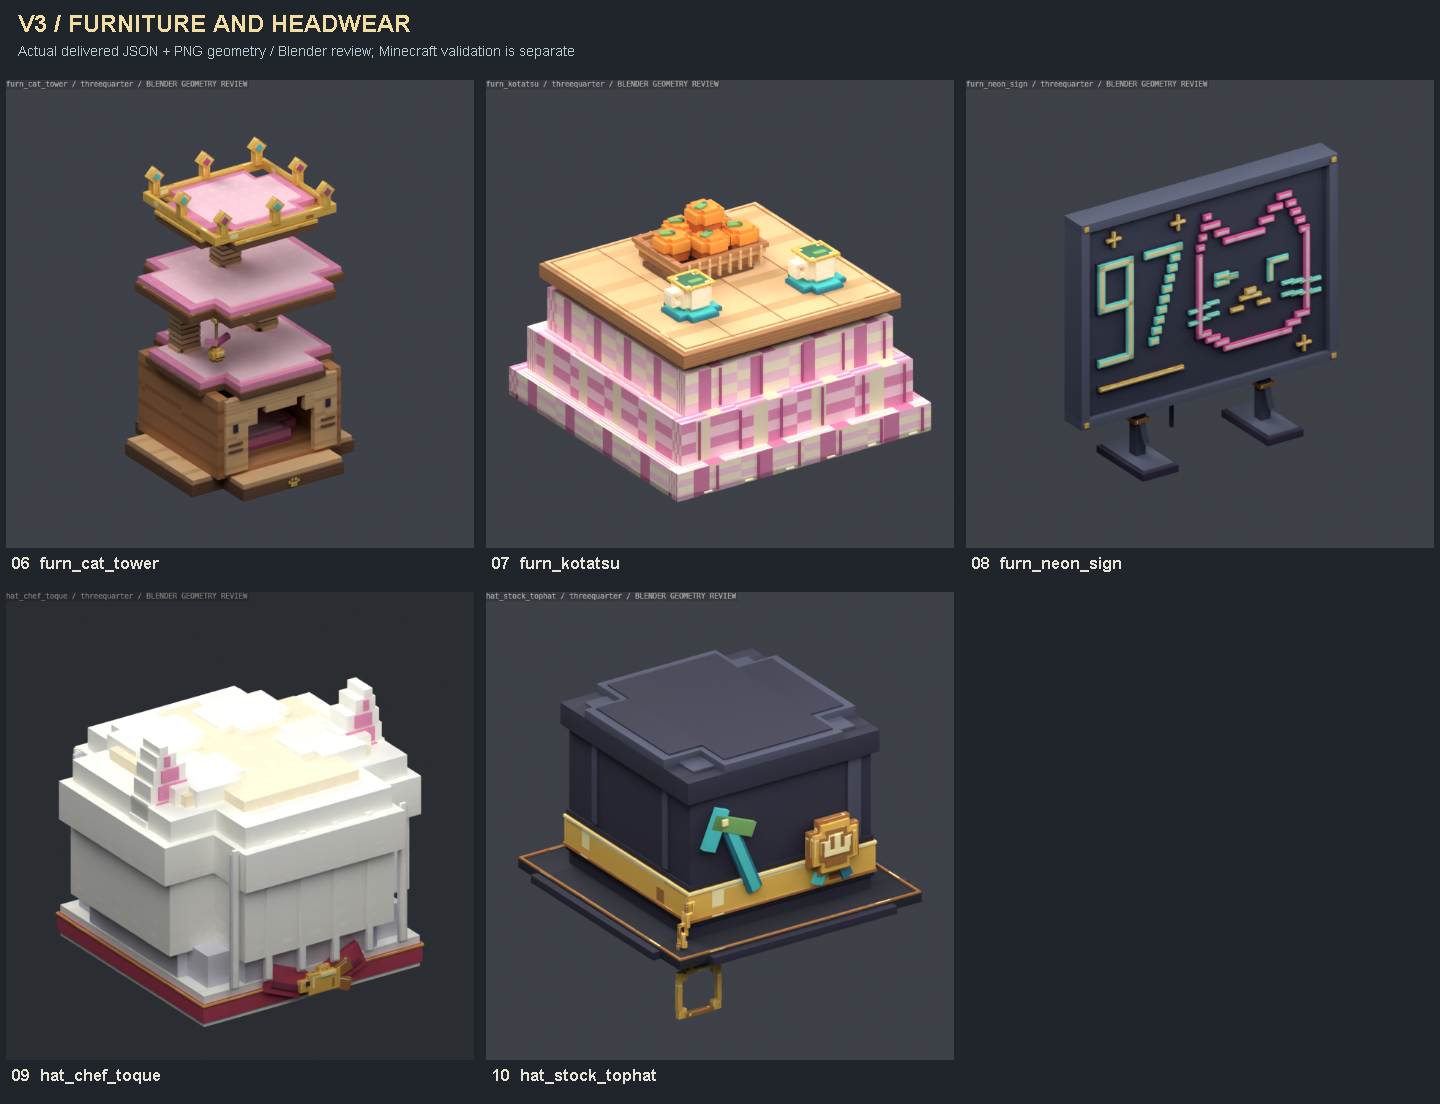 V3 / FURNITURE AND HEADWEAR
Actual delivered JSON + PNG geometry / Blender review; Minecraft validation is separate
furn_cat_tower / threequarter / BLENDER GEOMETRY REVIEW
furn_kotatsu / threequarter / BLENDER GEOMETRY REVIEW
furn_neon_sign / threequarter / BLENDER GEOMETRY REVIEW
97
06 furn_cat_tower
07 furn_kotatsu
08 furn_neon_sign
hat_chef_toque / threequarter / BLENDER GEOMETRY REVIEW
hat_stock_tophat / threequarter / BLENDER GEOMETRY REVIEW
09 hat_chef_toque
10 hat_stock_tophat